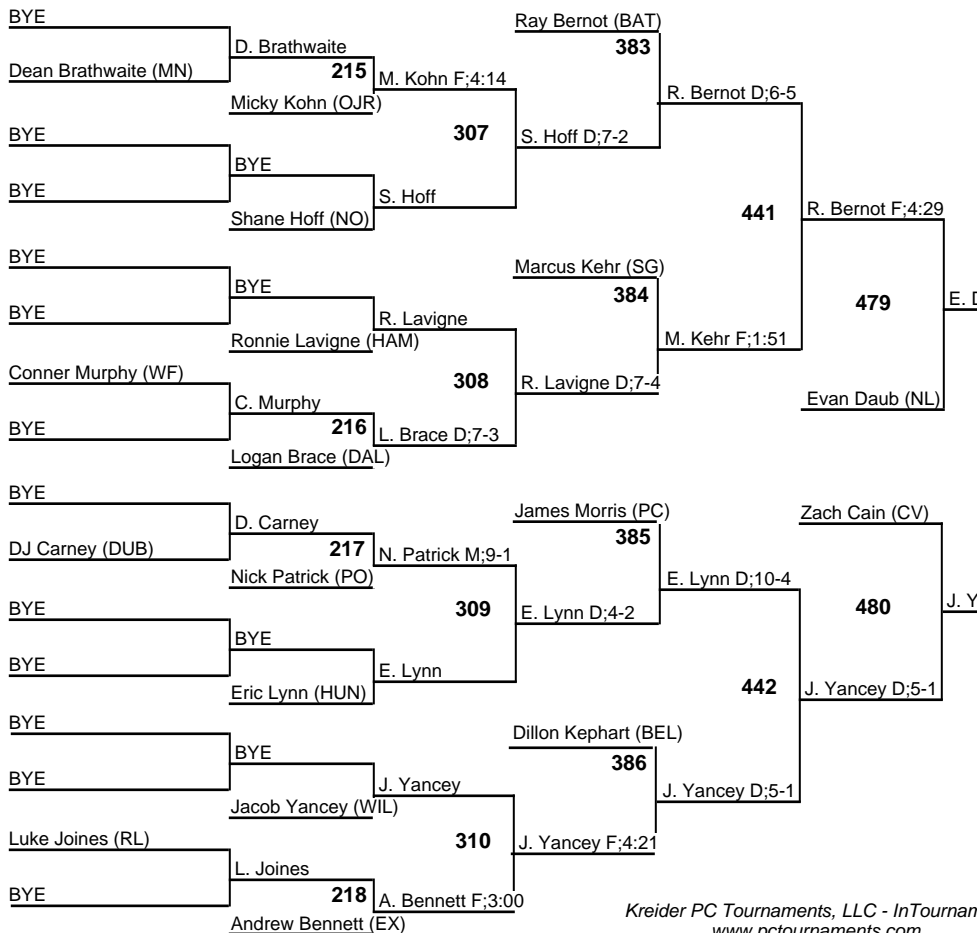 BYE
Ray Bernot (BAT)
D. Brathwaite
383
Dean Brathwaite (MN)
215
M. Kohn F;4:14
R. Bernot D;6-5
Micky Kohn (OJR)
BYE
307
S. Hoff D;7-2
BYE
BYE
S. Hoff
441
R. Bernot F;4:29
Shane Hoff (NO)
BYE
Marcus Kehr (SG)
BYE
384
479
BYE
R. Lavigne
Ronnie Lavigne (HAM)
M. Kehr F;1:51
Conner Murphy (WF)
308
R. Lavigne D;7-4
C. Murphy
Evan Daub (NL)
BYE
216
L. Brace D;7-3
Logan Brace (DAL)
BYE
James Morris (PC)
Zach Cain (CV)
D. Carney
385
DJ Carney (DUB)
217
N. Patrick M;9-1
Nick Patrick (PO)
E. Lynn D;10-4
BYE
309
E. Lynn D;4-2
480
BYE
BYE
E. Lynn
Eric Lynn (HUN)
442
J. Yancey D;5-1
BYE
Dillon Kephart (BEL)
BYE
386
BYE
J. Yancey
Jacob Yancey (WIL)
J. Yancey D;5-1
Luke Joines (RL)
310
J. Yancey F;4:21
L. Joines
BYE
218
A. Bennett F;3:00
Andrew Bennett (EX)
Kreider PC Tournaments, LLC -
www.pctournaments.com